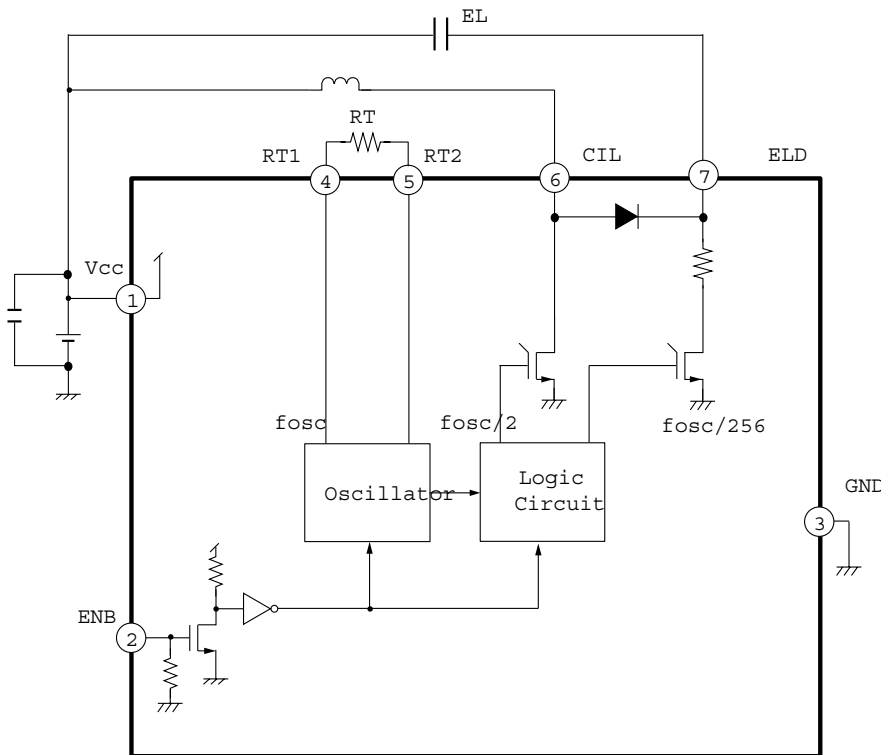 EL
RT
RT1
RT2
CIL
ELD
4
5
6
7
Vcc
1
fosc
fosc/2
fosc/256
Oscillator
Logic
Circuit
GND
3
ENB
2